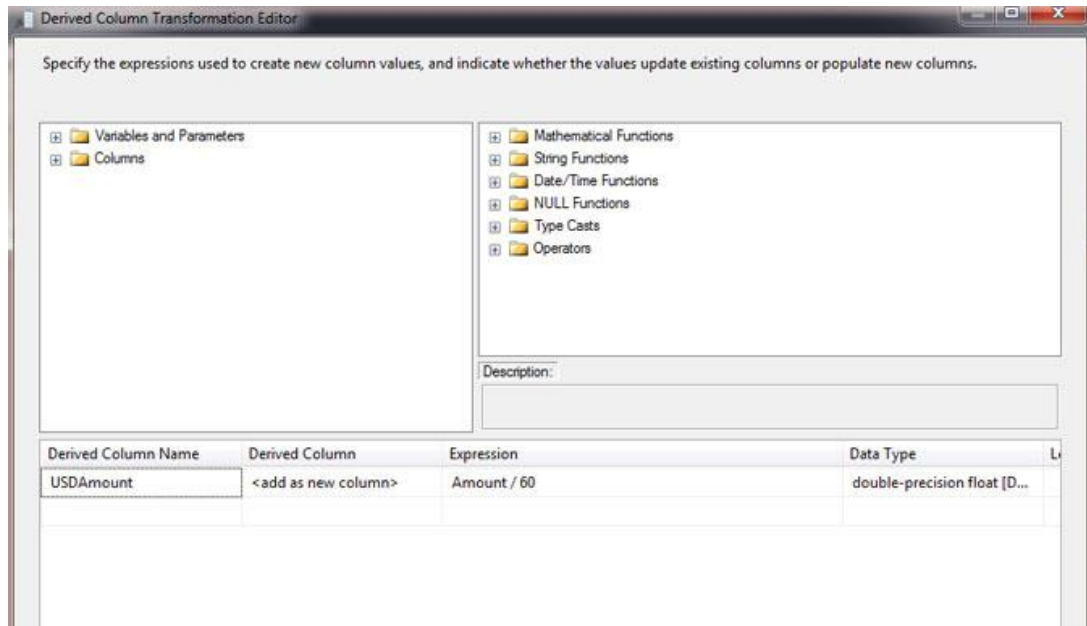 Derived Column Transformation Editor
Specify the expressions used to create new column values, and indicate whether the values update existing columns or populate new columns.
Variables and Parameters
Columns
Mathematical Functions
String Functions
Date/Time Functions
NULL Functions
Type Casts
Operators
Description:
Derived Column Name Derived Column Expression Data Type
USDAmount <add as new column> Amount / 60 double-precision float [D...